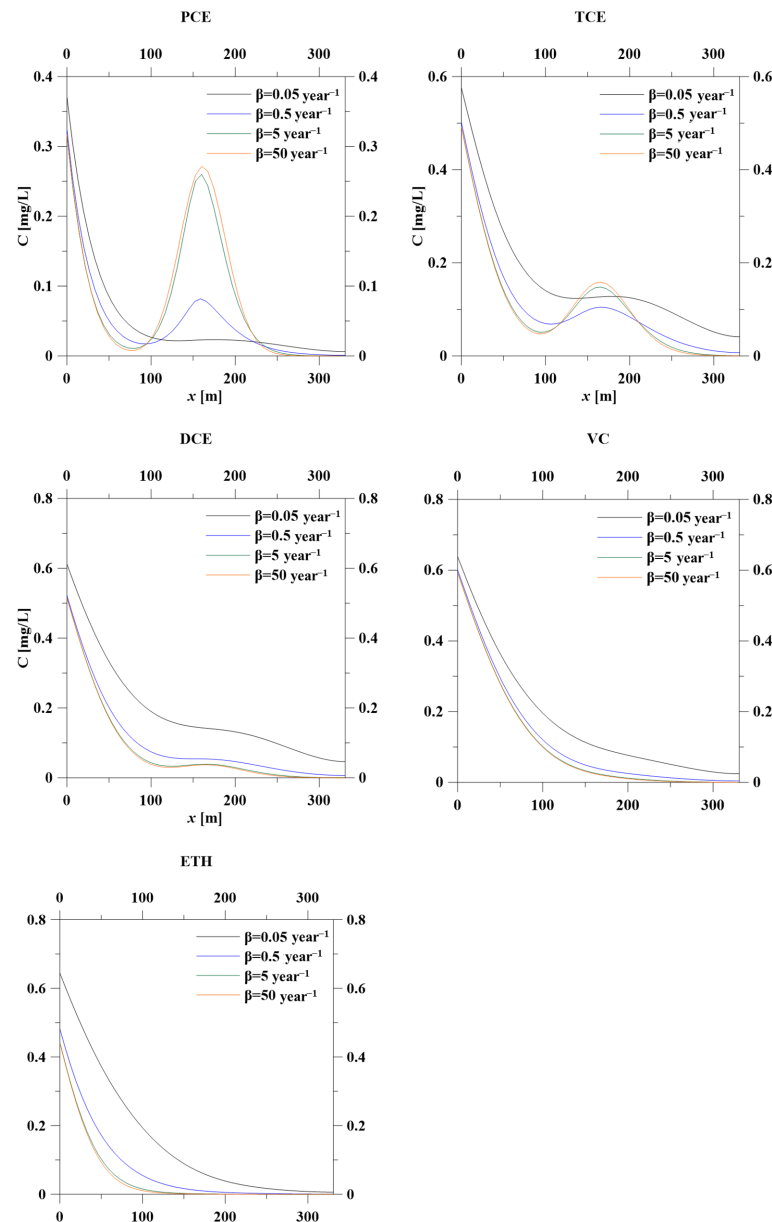 PCE
0 100 200 300
0.4 0.4
β=0.05 year⁻¹
β=0.5 year⁻¹
0.3 0.3
β=5 year⁻¹
β=50 year⁻¹
C [mg/L]
0.2 0.2
0.1 0.1
0 0
0 100 200 300
x [m]
TCE
0 100 200 300
0.6 0.6
β=0.05 year⁻¹
β=0.5 year⁻¹
β=5 year⁻¹
β=50 year⁻¹
0.4 0.4
C [mg/L]
0.2 0.2
0 0
0 100 200 300
x [m]
DCE
0 100 200 300
0.8 0.8
β=0.05 year⁻¹
β=0.5 year⁻¹
β=5 year⁻¹
0.6 0.6
β=50 year⁻¹
C [mg/L]
0.4 0.4
0.2 0.2
0 0
0 100 200 300
x [m]
VC
0 100 200 300
0.8 0.8
β=0.05 year⁻¹
β=0.5 year⁻¹
β=5 year⁻¹
0.6 0.6
β=50 year⁻¹
0.4 0.4
0.2 0.2
0 0
0 100 200 300
ETH
0 100 200 300
0.8 0.8
β=0.05 year⁻¹
β=0.5 year⁻¹
β=5 year⁻¹
0.6 0.6
β=50 year⁻¹
0.4 0.4
0.2 0.2
0 0
0 100 200 300